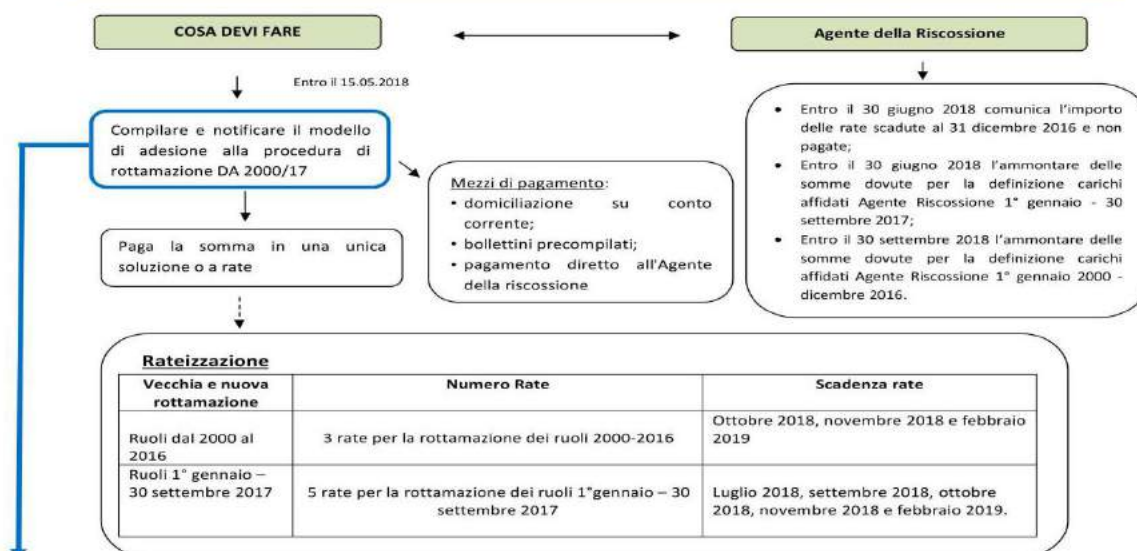 COSA DEVI FARE
Agente della Riscossione
Entro il 15.05.2018
Compilare e notificare il modello
di adesione alla procedura di
rottamazione DA 2000/17
Mezzi di pagamento:
• domiciliazione su conto
corrente;
• bollettini precompilati;
• pagamento diretto all'Agente
della riscossione
Paga la somma in una unica
soluzione o a rate
• Entro il 30 giugno 2018 comunica l'importo
delle rate scadute al 31 dicembre 2016 e non
pagate;
• Entro il 30 giugno 2018 l'ammontare delle
somme dovute per la definizione carichi
affidati Agente Riscossione 1° gennaio - 30
settembre 2017;
• Entro il 30 settembre 2018 l'ammontare delle
somme dovute per la definizione carichi
affidati Agente Riscossione 1° gennaio 2000 -
dicembre 2016.
Rateizzazione
Vecchia e nuova
rottamazione
Numero Rate
Scadenza rate
Ruoli dal 2000 al
2016
3 rate per la rottamazione dei ruoli 2000-2016
Ottobre 2018, novembre 2018 e febbraio
2019
Ruoli 1° gennaio –
30 settembre 2017
5 rate per la rottamazione dei ruoli 1°gennaio – 30
settembre 2017
Luglio 2018, settembre 2018, ottobre
2018, novembre 2018 e febbraio 2019.